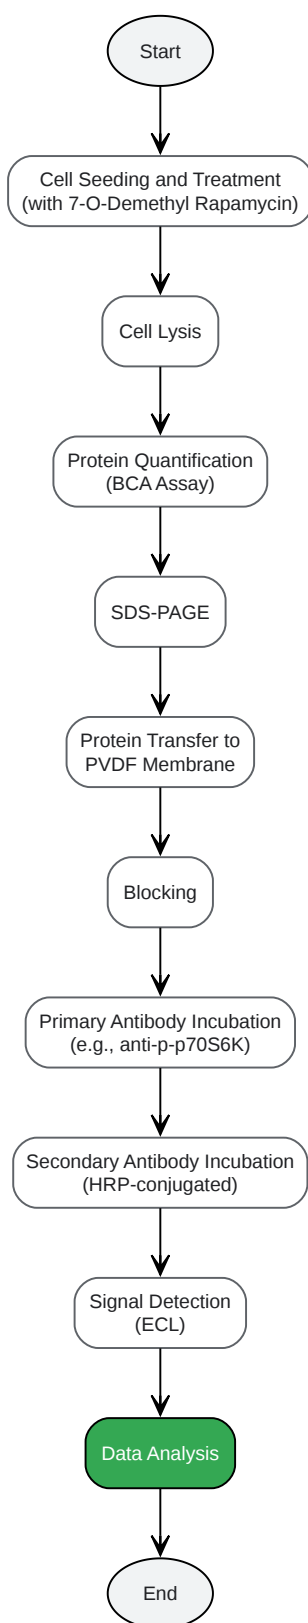 Start
Cell Seeding and Treatment
(with 7-O-Demethyl Rapamycin)
Cell Lysis
Protein Quantification
(BCA Assay)
SDS-PAGE
Protein Transfer to
PVDF Membrane
Blocking
Primary Antibody Incubation
(e.g., anti-p-p70S6K)
Secondary Antibody Incubation
(HRP-conjugated)
Signal Detection
(ECL)
Data Analysis
End